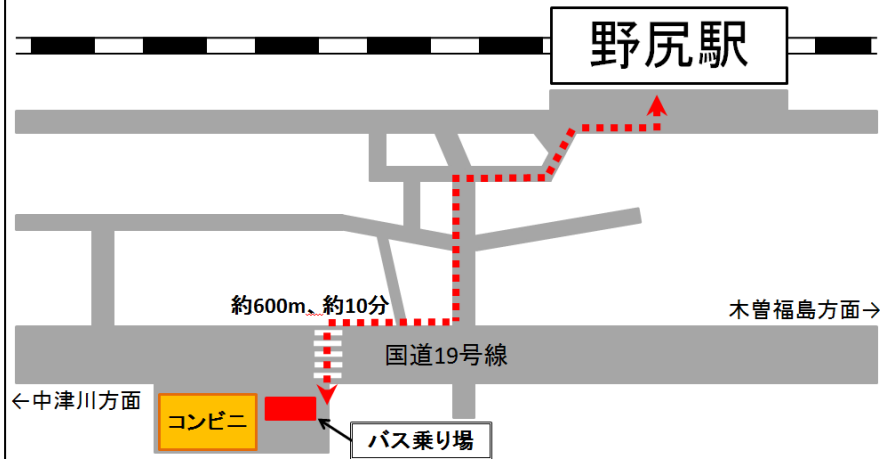 野尻駅
約600m、約10分
木曽福島方面→
国道19号線
←中津川方面
コンビニ
バス乗り場